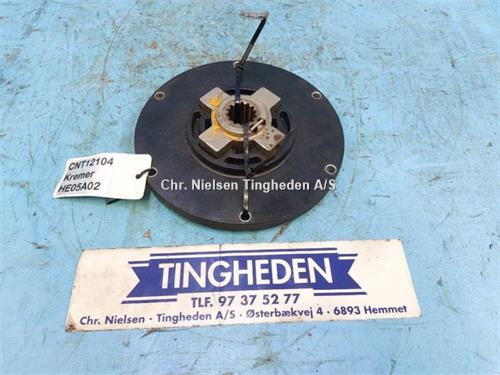 CNT12104
Kremer
HE05A02
Chr. Nielsen Tingheden A/S
TINGHEDEN
TLF. 97 37 52 77
Chr. Nielsen - Tingheden A/S · Østerbækvej 4 · 6893 Hemmet